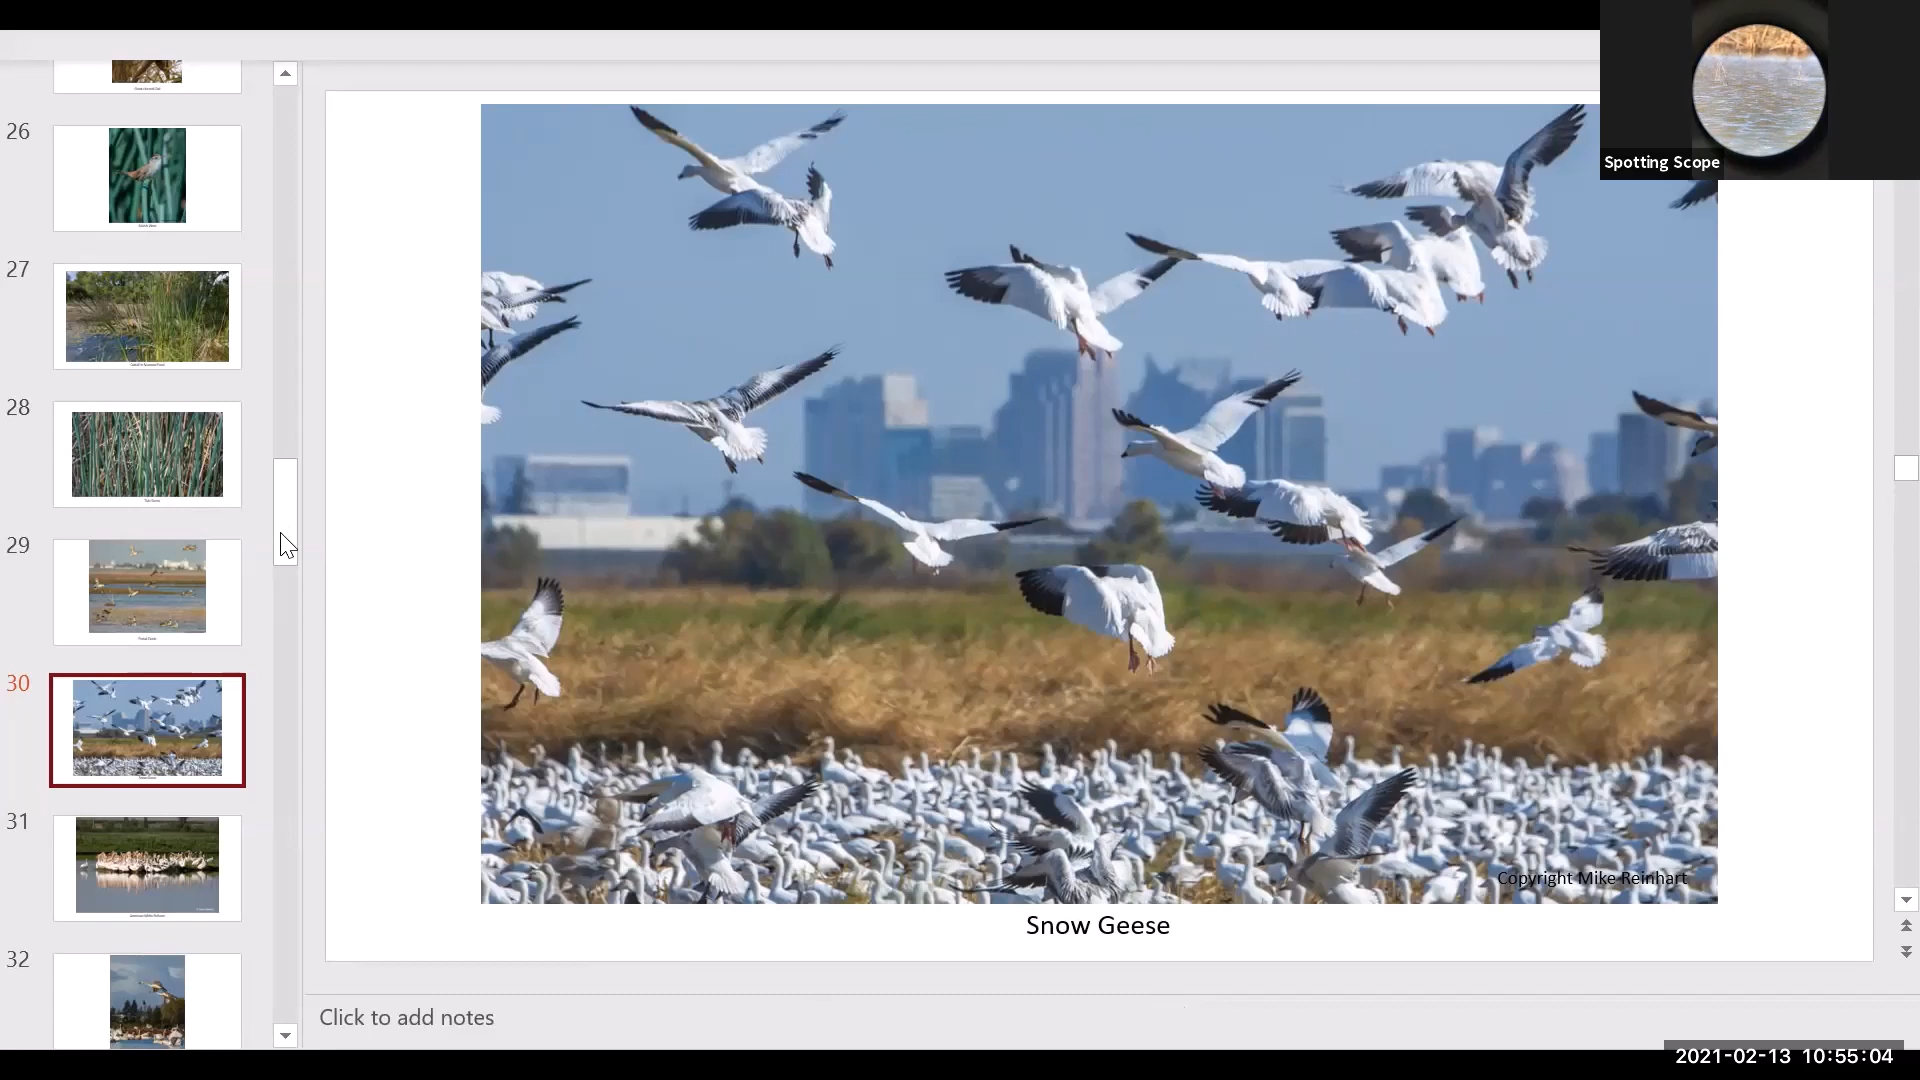 Spotting Scope
26
27
28
29
30
31
32
Copyright Mike Reinhart
Snow Geese
Click to add notes
2021-02-13 10:55:04